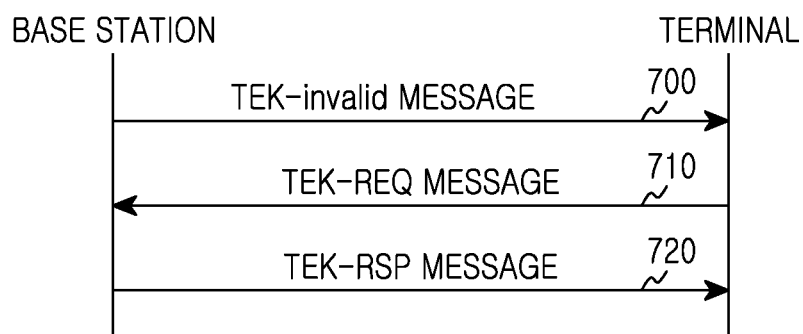 BASE STATION TERMINAL
TEK-invalid MESSAGE 700
TEK-REQ MESSAGE 710
TEK-RSP MESSAGE 720